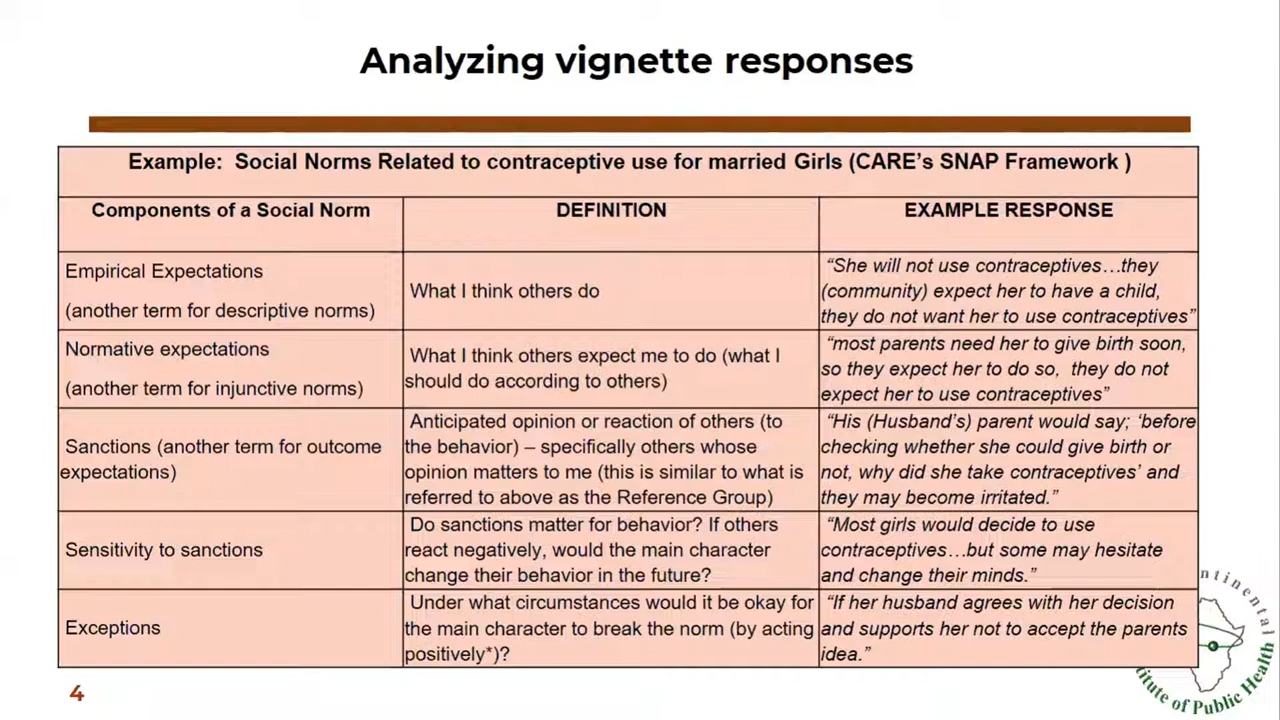 Analyzing vignette responses
Example: Social Norms Related to contraceptive use for married Girls (CARE's SNAP Framework )
Components of a Social Norm
DEFINITION
EXAMPLE RESPONSE
Empirical Expectations
(another term for descriptive norms)
What I think others do
“She will not use contraceptives…they
(community) expect her to have a child,
they do not want her to use contraceptives”
Normative expectations
(another term for injunctive norms)
What I think others expect me to do (what I
should do according to others)
“most parents need her to give birth soon,
so they expect her to do so, they do not
expect her to use contraceptives”
Sanctions (another term for outcome
expectations)
Anticipated opinion or reaction of others (to
the behavior) – specifically others whose
opinion matters to me (this is similar to what is
referred to above as the Reference Group)
“His (Husband’s) parent would say; ‘before
checking whether she could give birth or
not, why did she take contraceptives’ and
they may become irritated.”
Sensitivity to sanctions
Do sanctions matter for behavior? If others
react negatively, would the main character
change their behavior in the future?
“Most girls would decide to use
contraceptives…but some may hesitate
and change their minds.”
Exceptions
Under what circumstances would it be okay for
the main character to break the norm (by acting
positively*)?
“If her husband agrees with her decision
and supports her not to accept the parents
idea.”
4
ntinental
itute of Public Health